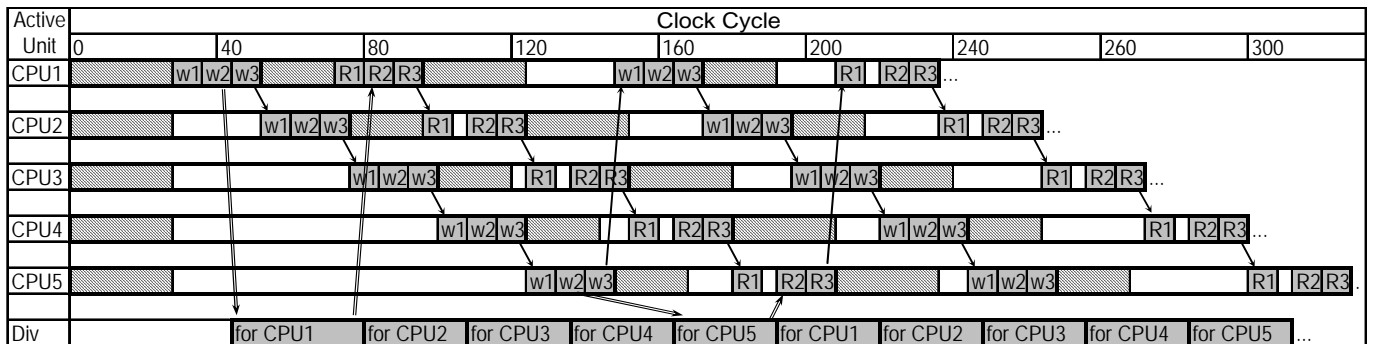 Active Clock Cycle
Unit 0 40 80 120 160 200 240 260 300
CPU1 w1 w2 w3 R1 R2 R3 w1 w2 w3 R1 R2 R3 ...
CPU2 w1 w2 w3 R1 R2 R3 w1 w2 w3 R1 R2 R3 ...
CPU3 w1 w2 w3 R1 R2 R3 w1 w2 w3 R1 R2 R3 ...
CPU4 w1 w2 w3 R1 R2 R3 w1 w2 w3 R1 R2 R3 ...
CPU5 w1 w2 w3 R1 R2 R3 w1 w2 w3 R1 R2 R3 .
Div for CPU1 for CPU2 for CPU3 for CPU4 for CPU5 for CPU1 for CPU2 for CPU3 for CPU4 for CPU5 ...